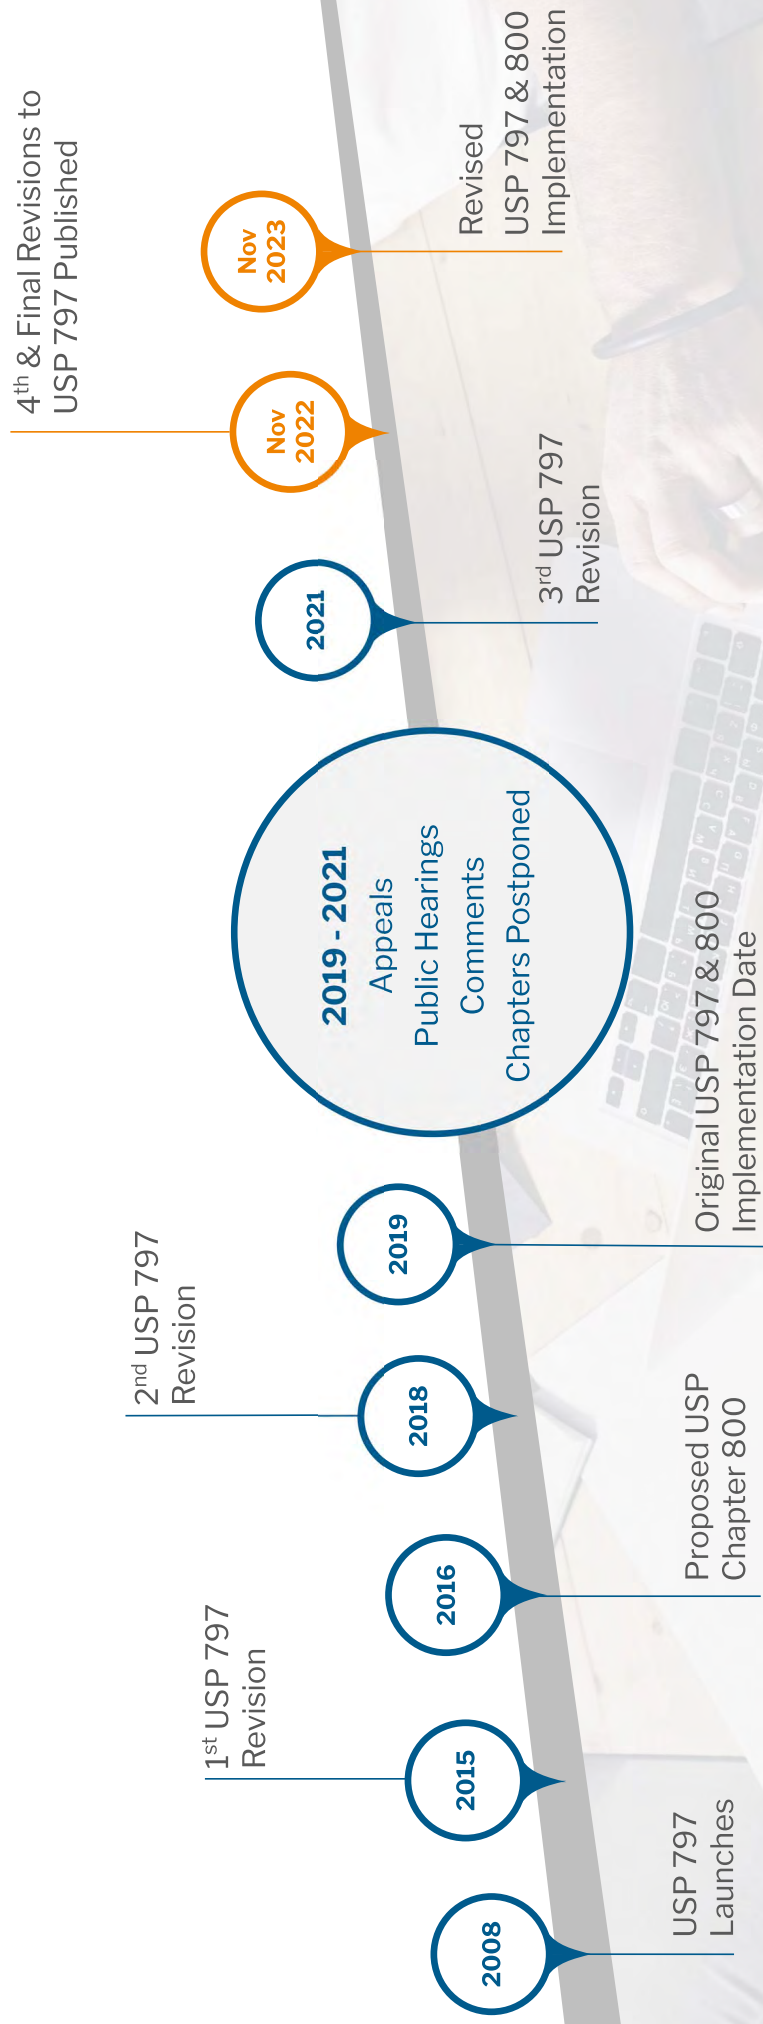 2008
USP 797
Launches
2015
1st USP 797
Revision
2016
Proposed USP
Chapter 800
2018
2nd USP 797
Revision
2019
Original USP 797 & 800
Implementation Date
2019 - 2021
Appeals
Public Hearings
Comments
Chapters Postponed
2021
3rd USP 797
Revision
Nov
2022
4th & Final Revisions to
USP 797 Published
Nov
2023
Revised
USP 797 & 800
Implementation